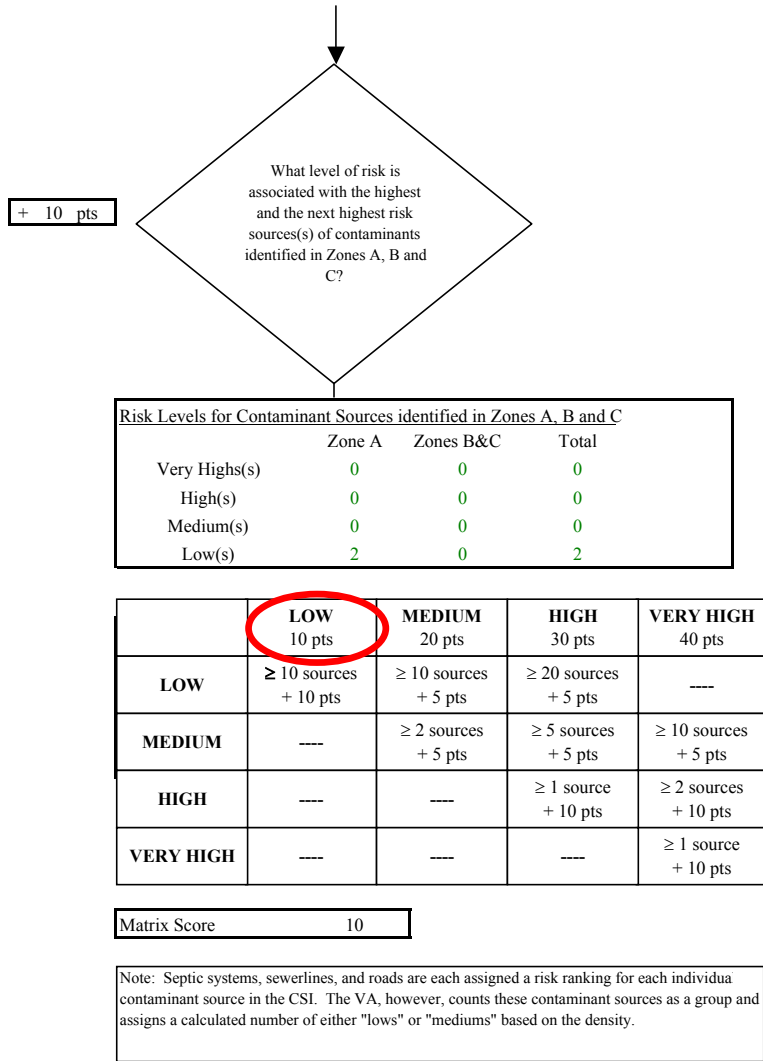 What level of risk is
associated with the highest
and the next highest risk
sources(s) of contaminants
identified in Zones A, B and
C?
+ 10 pts
Risk Levels for Contaminant Sources identified in Zones A, B and C
Zone A Zones B&C Total
Very Highs(s) 0 0 0
High(s) 0 0 0
Medium(s) 0 0 0
Low(s) 2 0 2
LOW MEDIUM HIGH VERY HIGH
10 pts 20 pts 30 pts 40 pts
LOW ≥ 10 sources ≥ 10 sources ≥ 20 sources ----
+ 10 pts + 5 pts + 5 pts
MEDIUM ---- ≥ 2 sources ≥ 5 sources ≥ 10 sources
+ 5 pts + 5 pts + 5 pts
HIGH ---- ---- ≥ 1 source ≥ 2 sources
+ 10 pts + 10 pts
VERY HIGH ---- ---- ---- ≥ 1 source
+ 10 pts
Matrix Score 10
Note: Septic systems, sewerlines, and roads are each assigned a risk ranking for each individua
contaminant source in the CSI. The VA, however, counts these contaminant sources as a group and
assigns a calculated number of either "lows" or "mediums" based on the density.